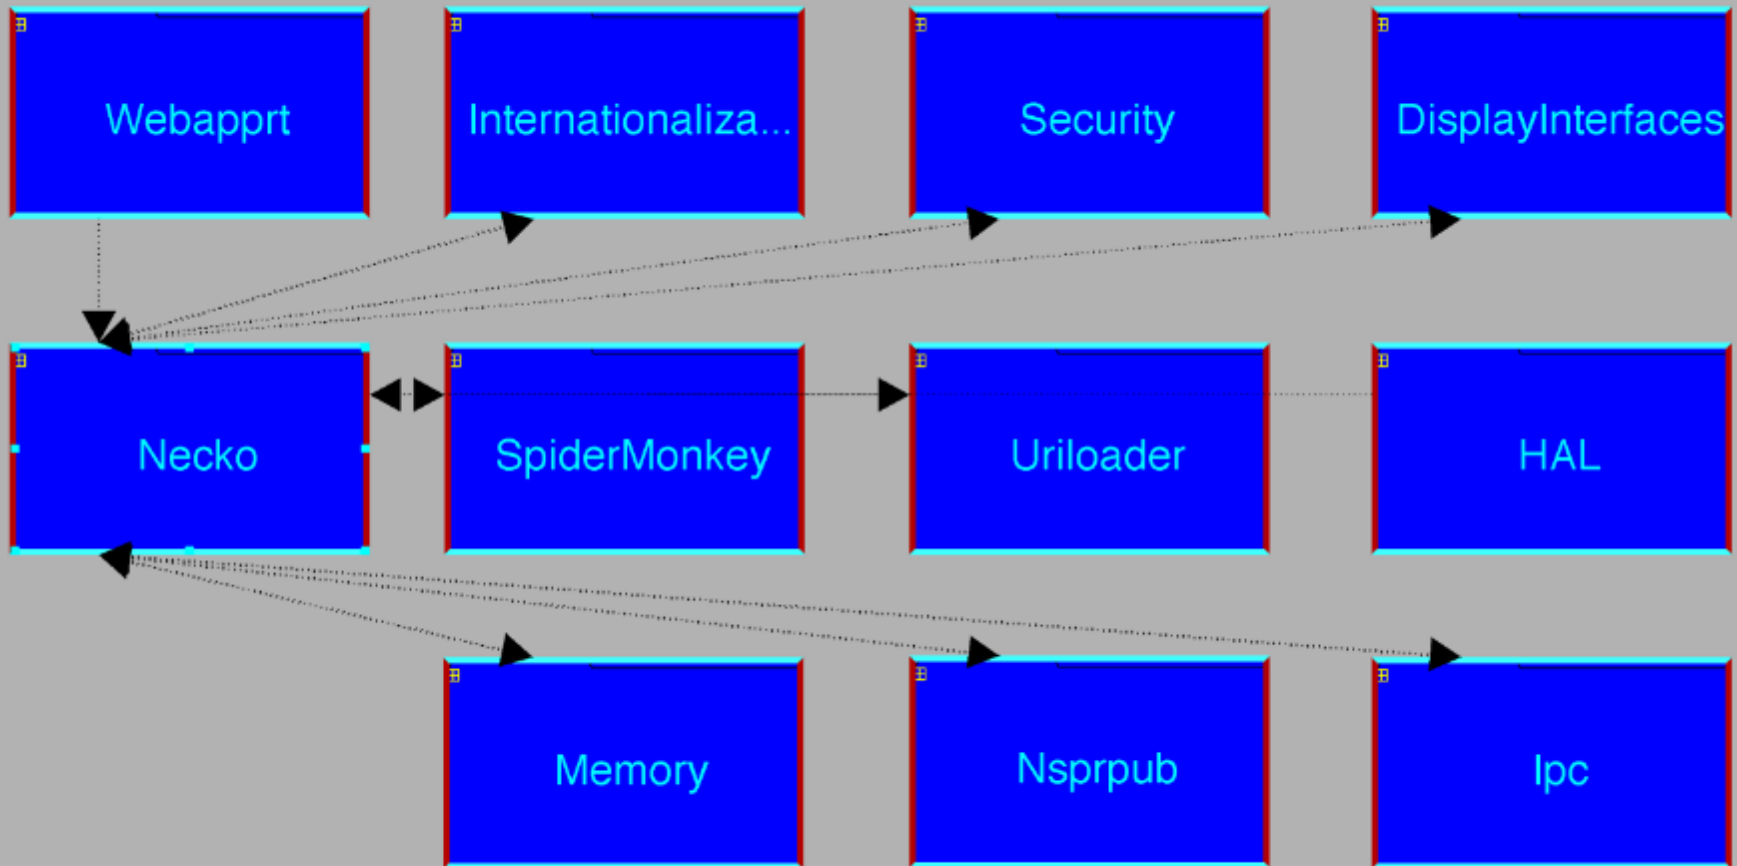 Webapprt
Internationaliza...
Security
DisplayInterfaces
Necko
SpiderMonkey
Uriloader
HAL
Memory
Nsprpub
Ipc